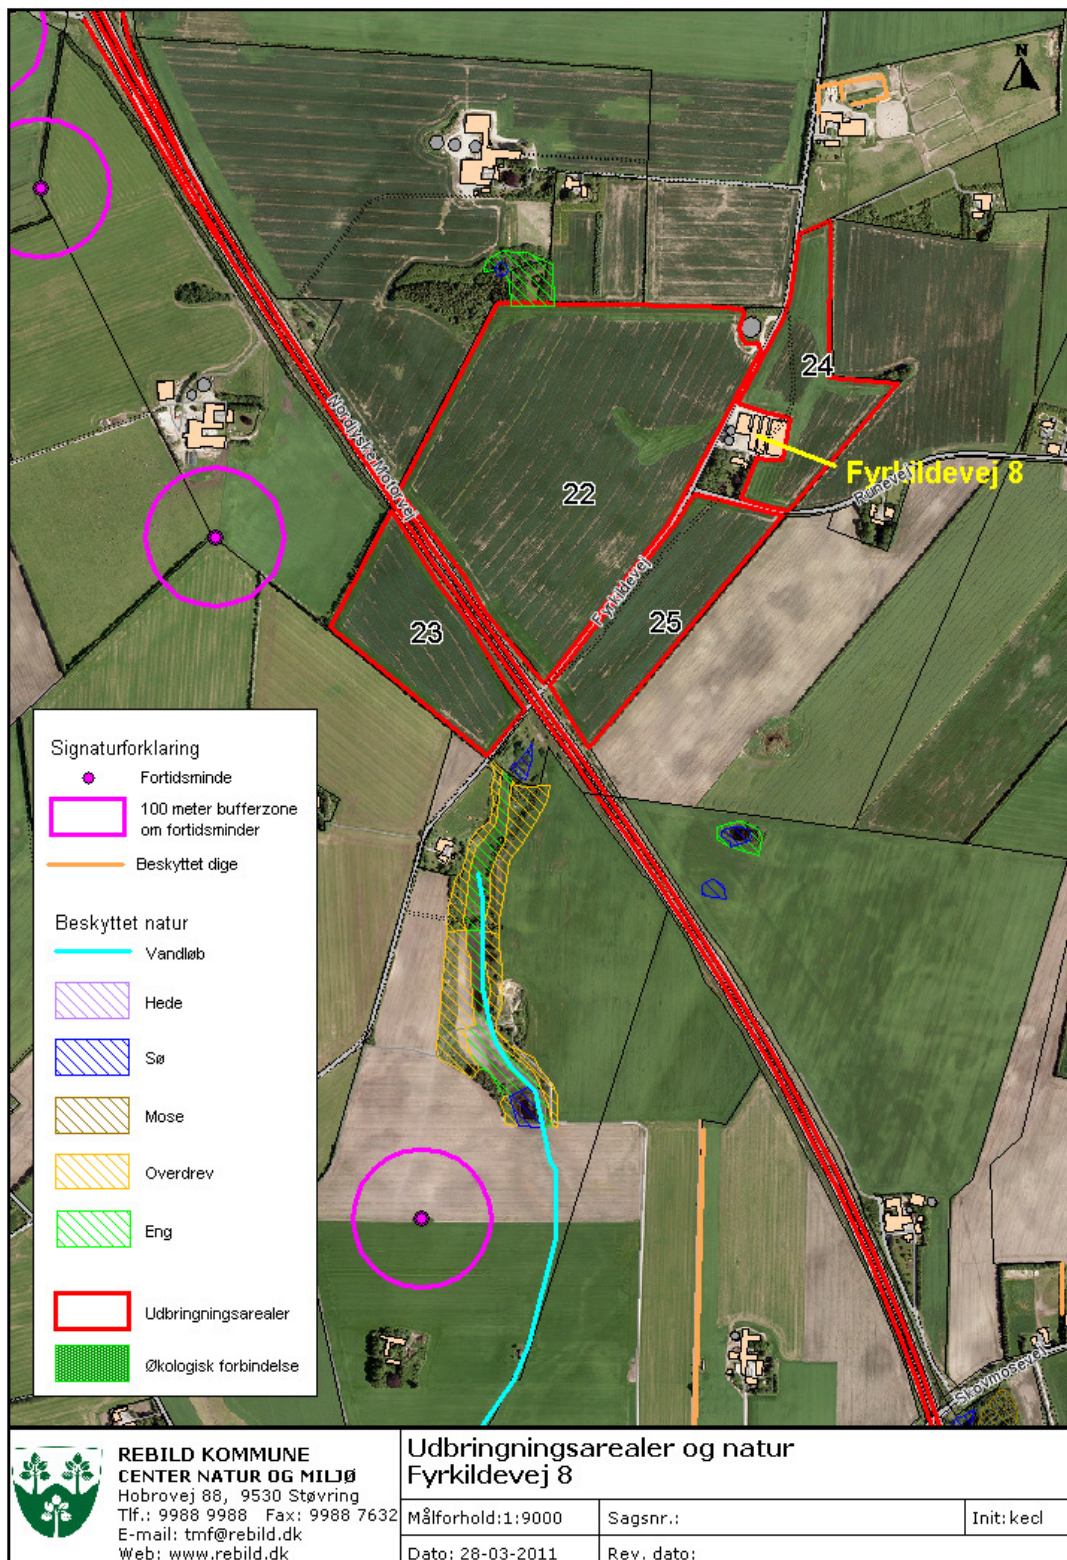 N
24
Fyrkildevej 8
Runevej
Nordjyske Motorvej
22
Fyrkildevej
25
23
Signaturforklaring
Fortidsminde
100 meter bufferzone
om fortidsminder
Beskyttet dige
Beskyttet natur
Vandløb
Hede
Sø
Mose
Overdrev
Eng
Udbringningsarealer
Økologisk forbindelse
Skovmosevej
REBILD KOMMUNE
CENTER NATUR OG MILJØ
Hobrovej 88, 9530 Støvring
Tlf.: 9988 9988 Fax: 9988 7632
E-mail: tmf@rebild.dk
Web: www.rebild.dk
Udbringningsarealer og natur
Fyrkildevej 8
Målforhold:1:9000
Sagsnr.:
Init: kecl
Dato: 28-03-2011
Rev. dato: